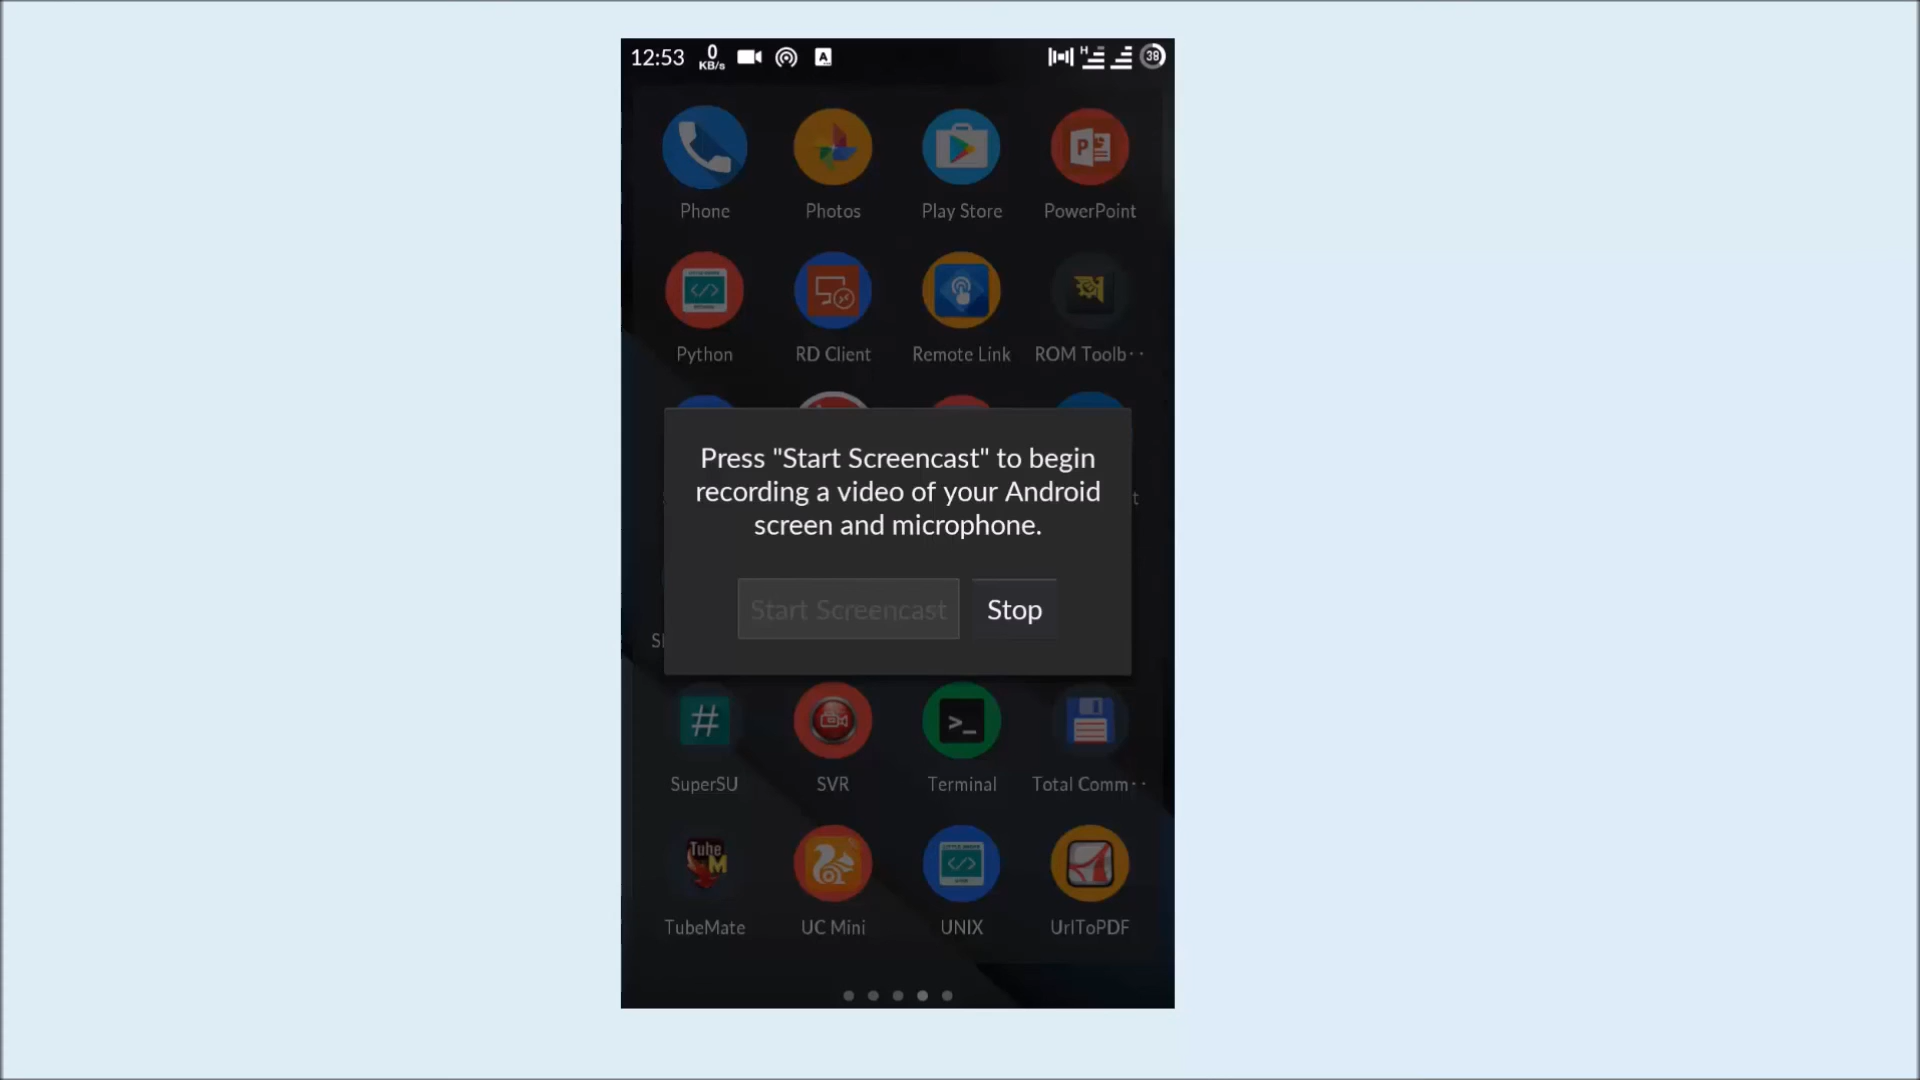 12:53 0 KB/s A H 38
Phone Photos Play Store PowerPoint
Python RD Client Remote Link ROM Toolb··
Press "Start Screencast" to begin
recording a video of your Android
screen and microphone.
t
Start Screencast Stop
S
# >_
SuperSU SVR Terminal Total Comm··
Tube M
TubeMate UC Mini UNIX UrlToPDF